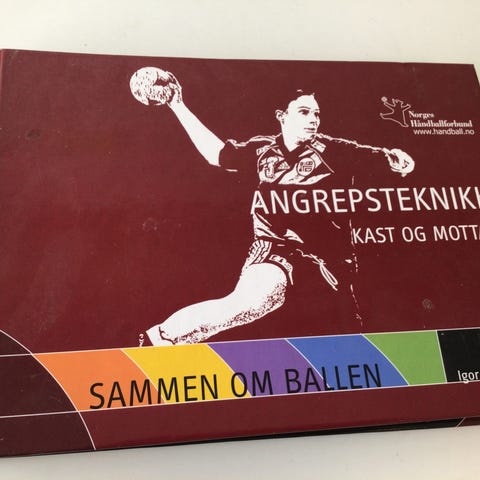 Norges
Håndballforbund
www.handball.no
ANGREPSTEKNIKK
KAST OG MOTTA
SAMMEN OM BALLEN
Igor